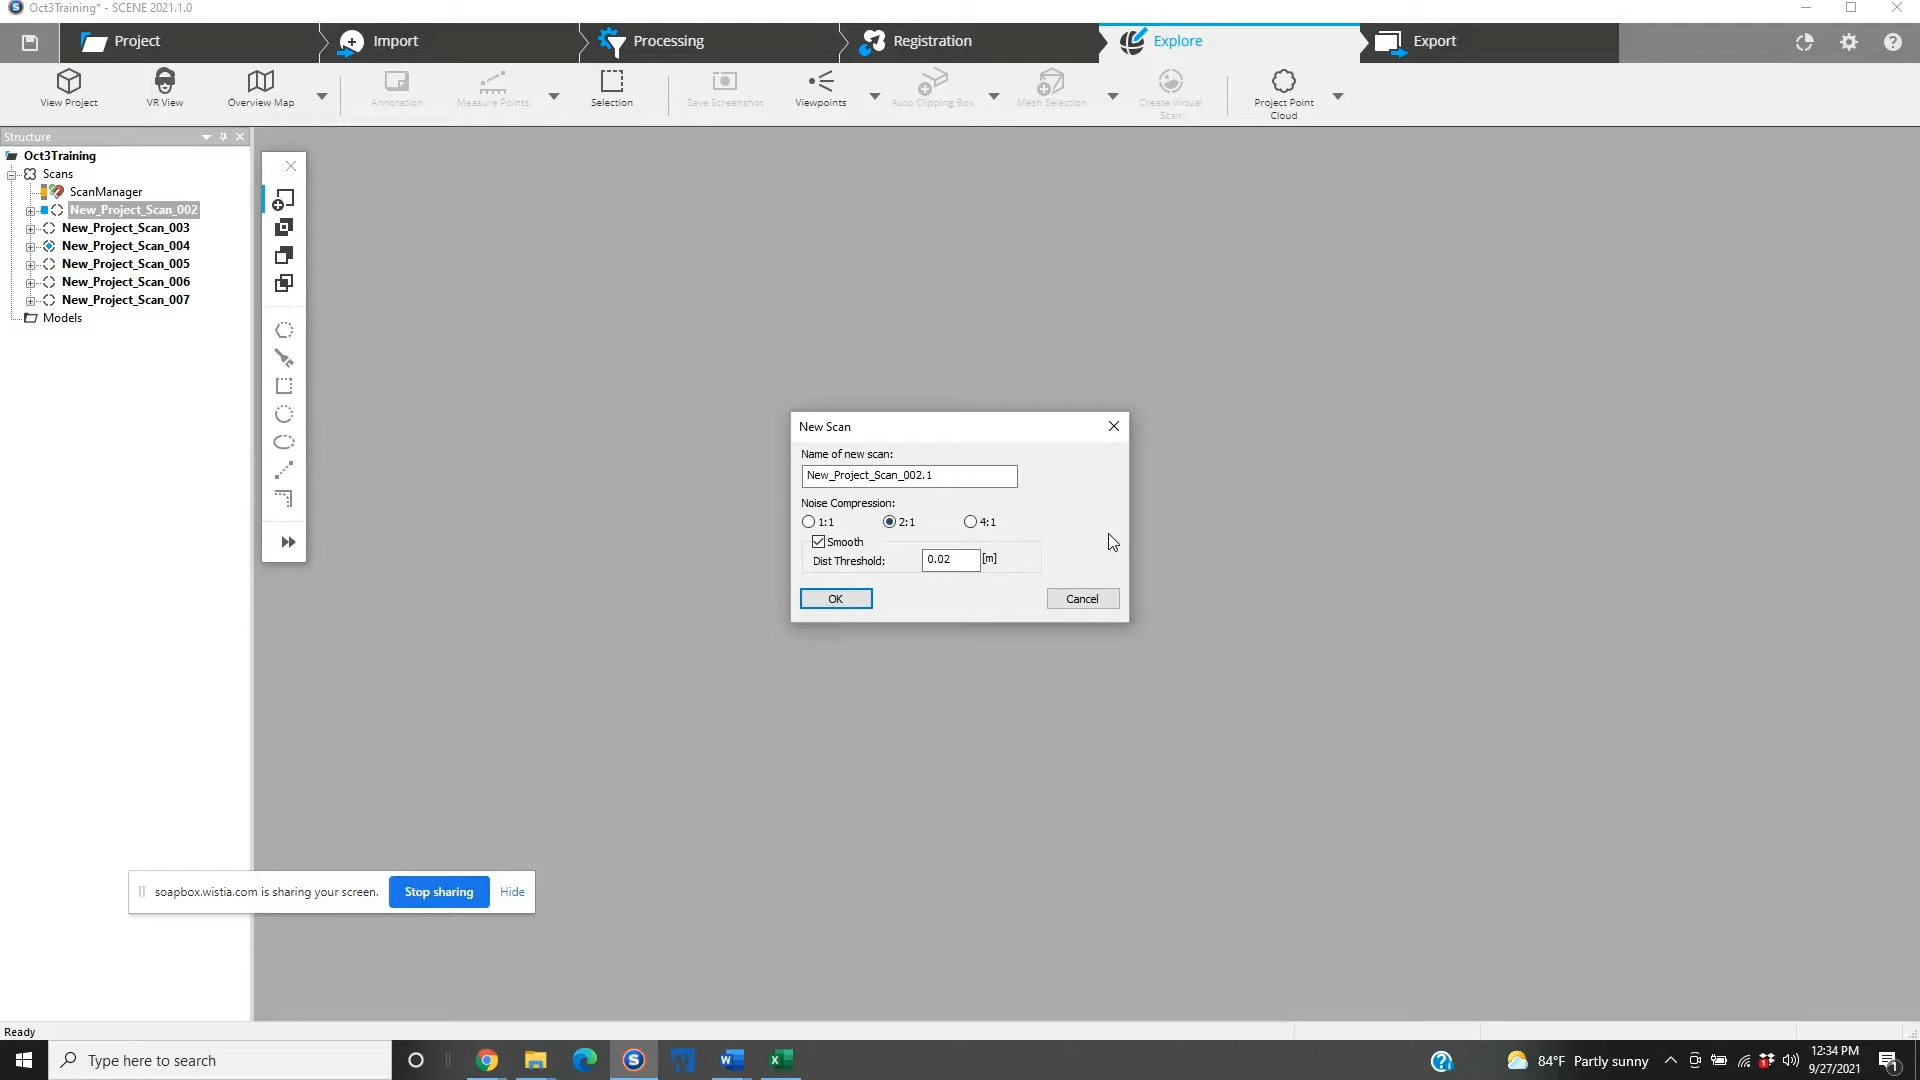 Oct3Training* - SCENE 2021.1.0
Project
Import
Processing
Registration
Explore
Export
View Project
VR View
Overview Map
Annotation
Measure Points
Selection
Save Screenshot
Viewpoints
Auto Clipping Box
Mesh Selection
Create Virtual
Scan
Project Point
Cloud
Structure
Oct3Training
Scans
ScanManager
New_Project_Scan_002
New_Project_Scan_003
New_Project_Scan_004
New_Project_Scan_005
New_Project_Scan_006
New_Project_Scan_007
Models
New Scan
Name of new scan:
New_Project_Scan_002.1
Noise Compression:
1:1 2:1 4:1
Smooth
Dist Threshold: 0.02 [m]
OK Cancel
soapbox.wistia.com is sharing your screen. Stop sharing Hide
Ready
Type here to search
84°F Partly sunny
12:34 PM
9/27/2021